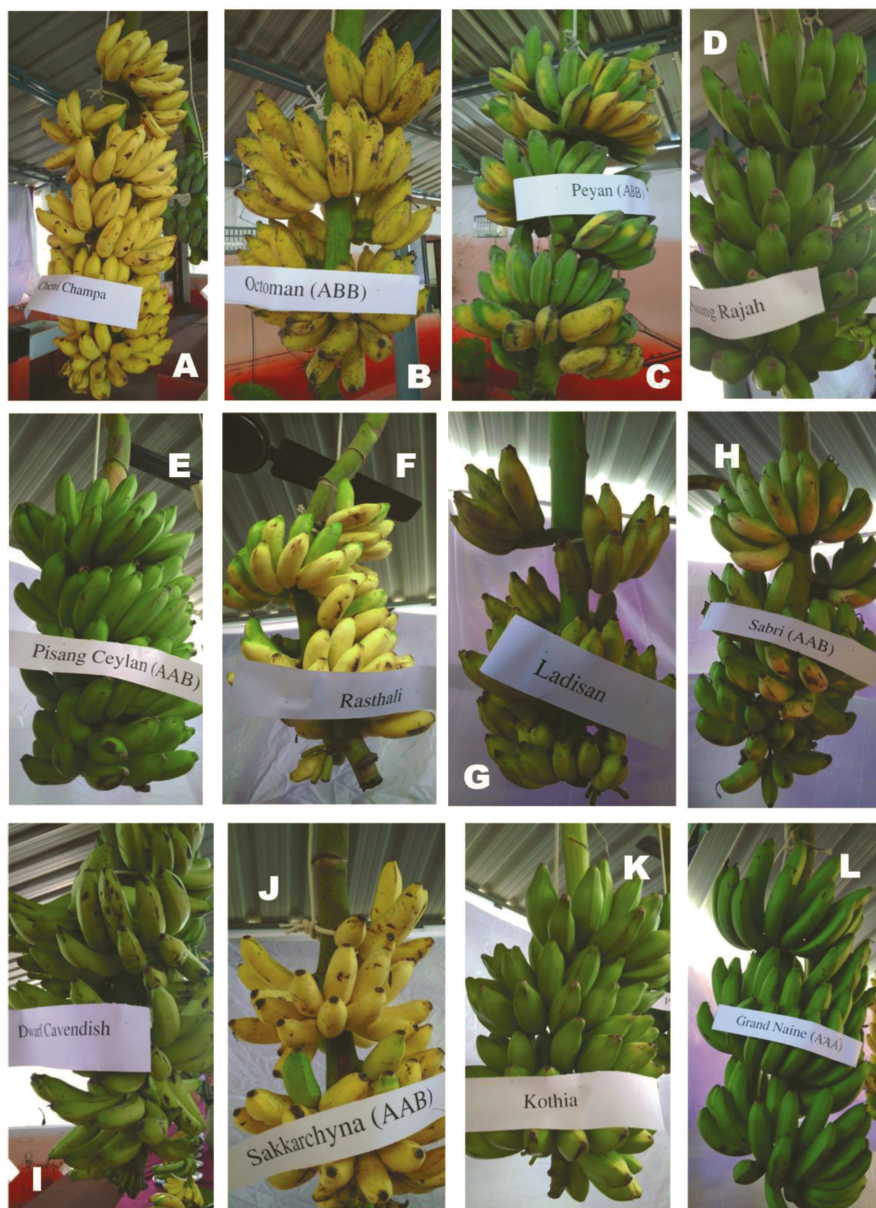 A
Cheni Champa
B
Octoman (ABB)
C
Peyan (ABB)
D
Rajah
E
Pisang Ceylan (AAB)
F
Rasthali
G
Ladisan
H
Sabri (AAB)
I
Dwarf Cavendish
J
Sakkarchyna (AAB)
K
Kothia
L
Grand Naine (AAA)